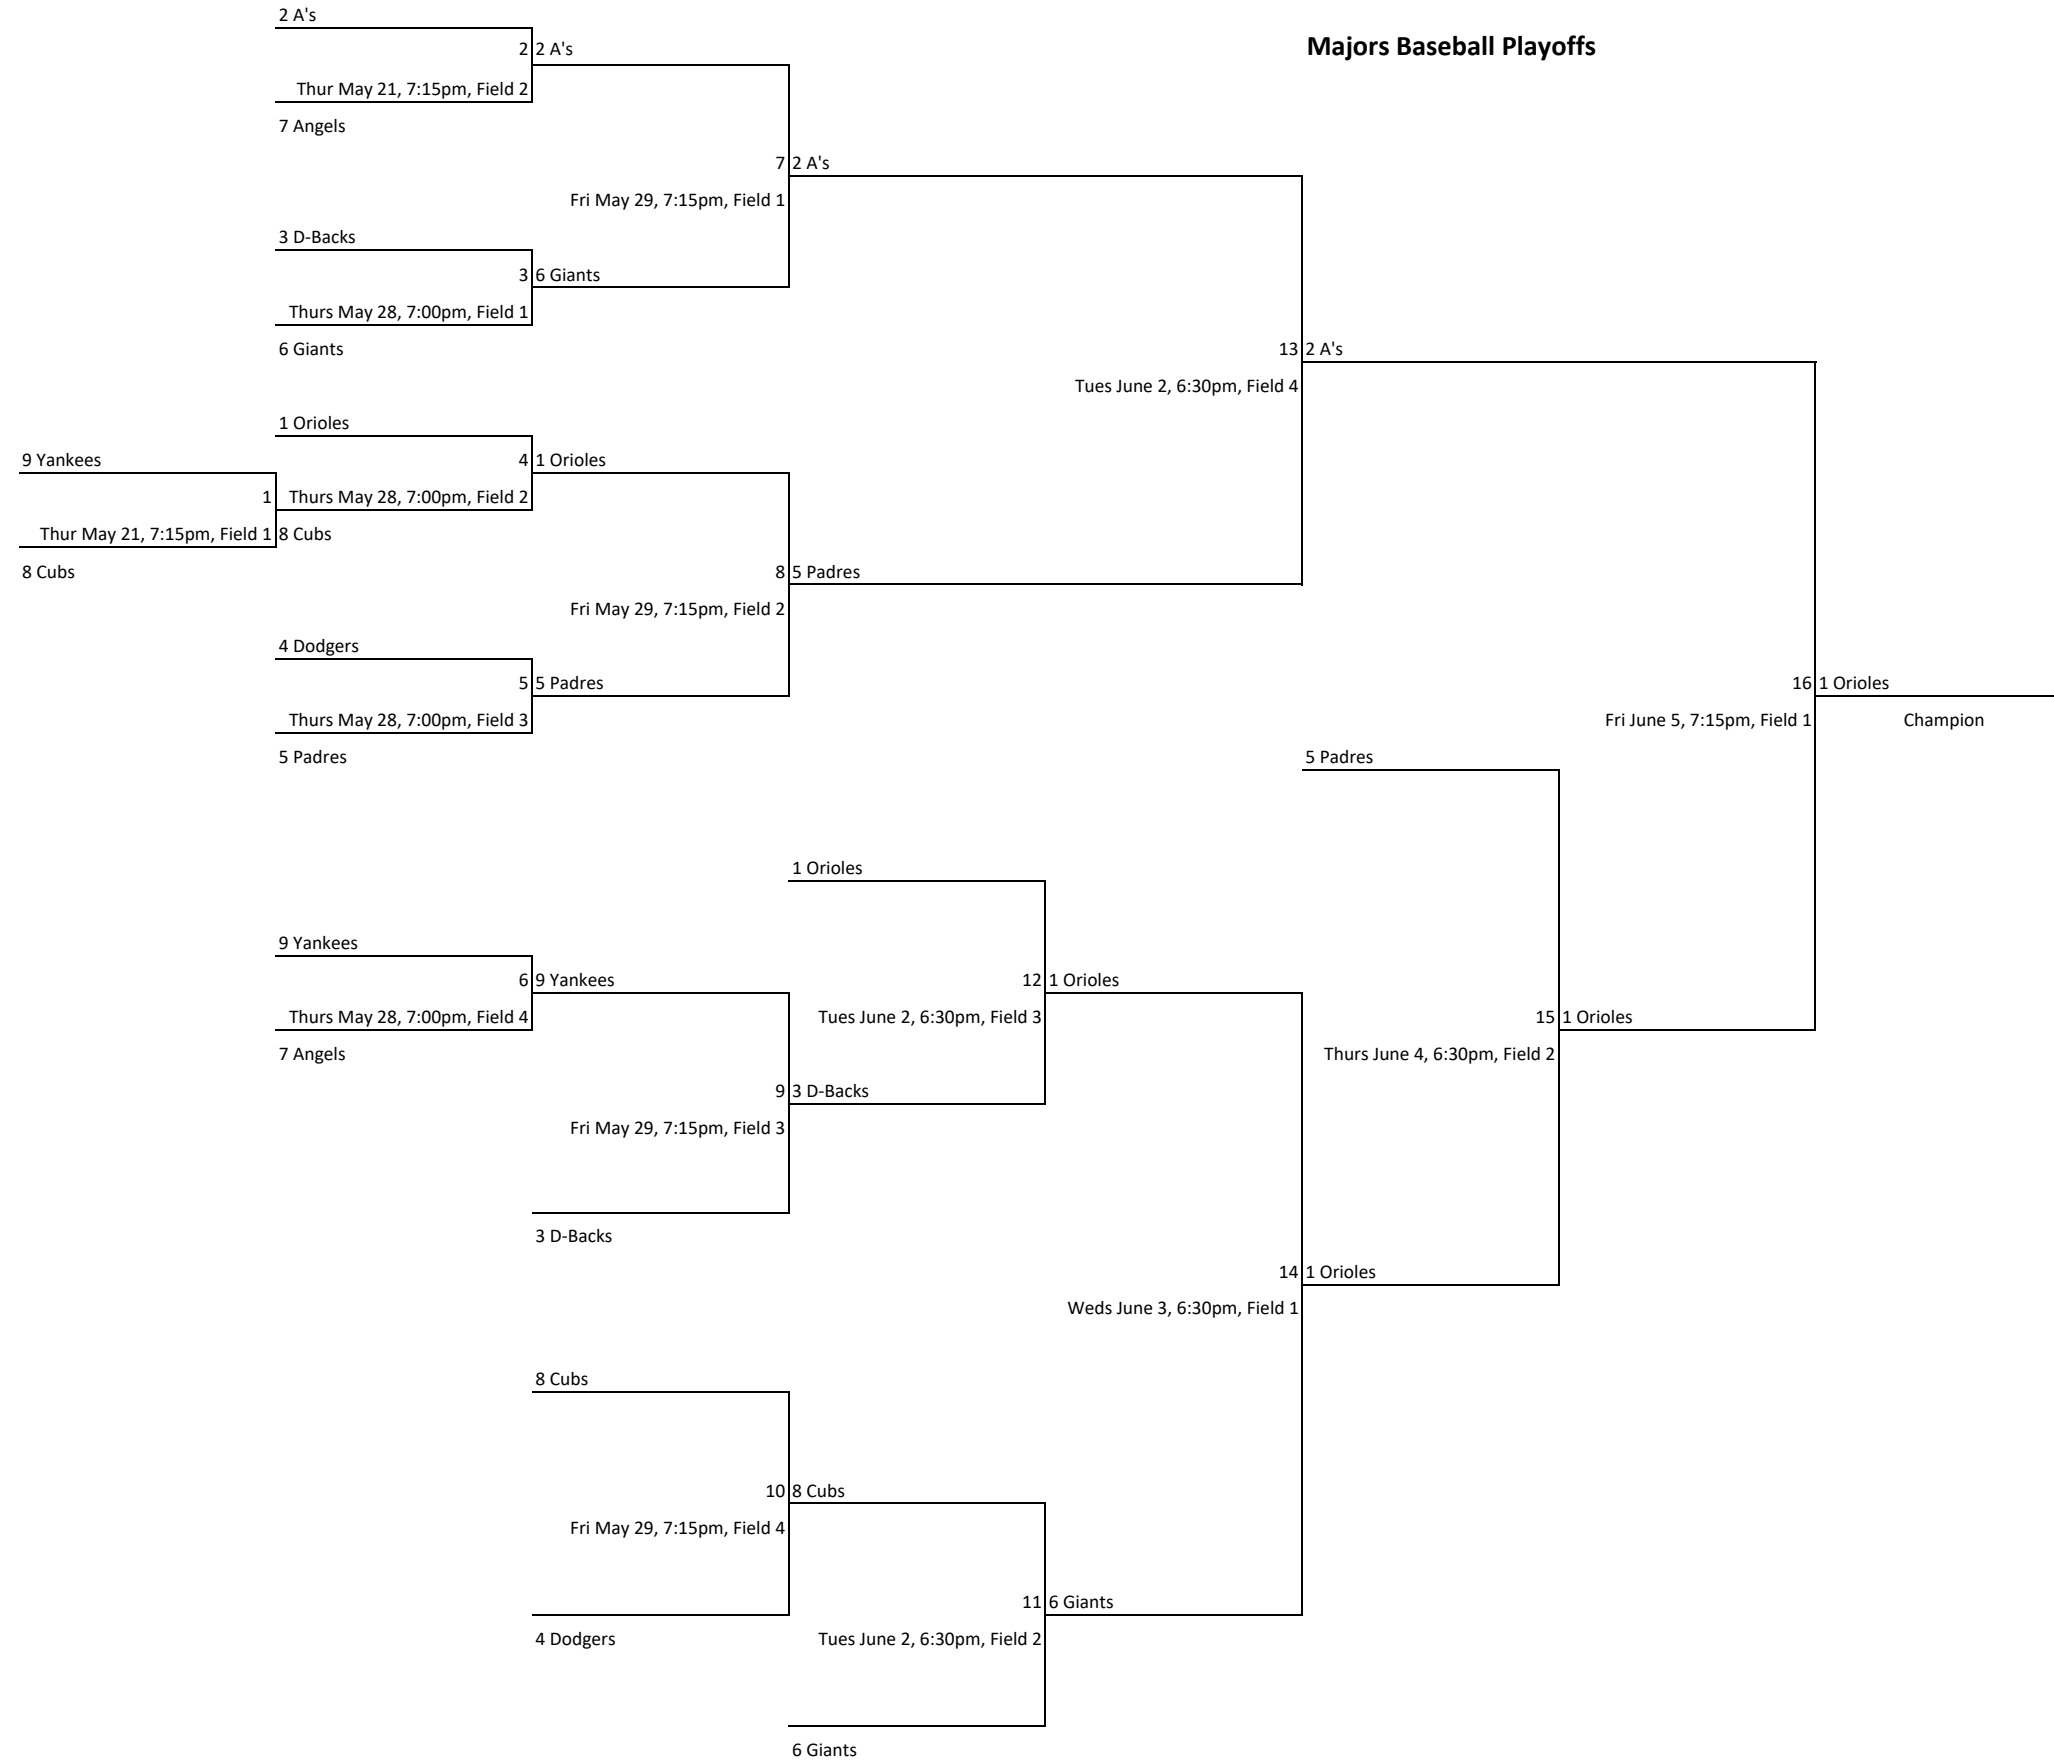 2 A's
Majors Baseball Playoffs
2 2 A's
Thur May 21, 7:15pm, Field 2
7 Angels
7 2 A's
Fri May 29, 7:15pm, Field 1
3 D-Backs
3 6 Giants
Thurs May 28, 7:00pm, Field 1
6 Giants
13 2 A's
Tues June 2, 6:30pm, Field 4
1 Orioles
9 Yankees
4 1 Orioles
1 Thurs May 28, 7:00pm, Field 2
Thur May 21, 7:15pm, Field 1 8 Cubs
8 Cubs
8 5 Padres
Fri May 29, 7:15pm, Field 2
4 Dodgers
5 5 Padres
16 1 Orioles
Thurs May 28, 7:00pm, Field 3
Fri June 5, 7:15pm, Field 1
Champion
5 Padres
5 Padres
1 Orioles
9 Yankees
6 9 Yankees
12 1 Orioles
Thurs May 28, 7:00pm, Field 4
Tues June 2, 6:30pm, Field 3
15 1 Orioles
7 Angels
Thurs June 4, 6:30pm, Field 2
9 3 D-Backs
Fri May 29, 7:15pm, Field 3
3 D-Backs
14 1 Orioles
Weds June 3, 6:30pm, Field 1
8 Cubs
10 8 Cubs
Fri May 29, 7:15pm, Field 4
11 6 Giants
4 Dodgers
Tues June 2, 6:30pm, Field 2
6 Giants